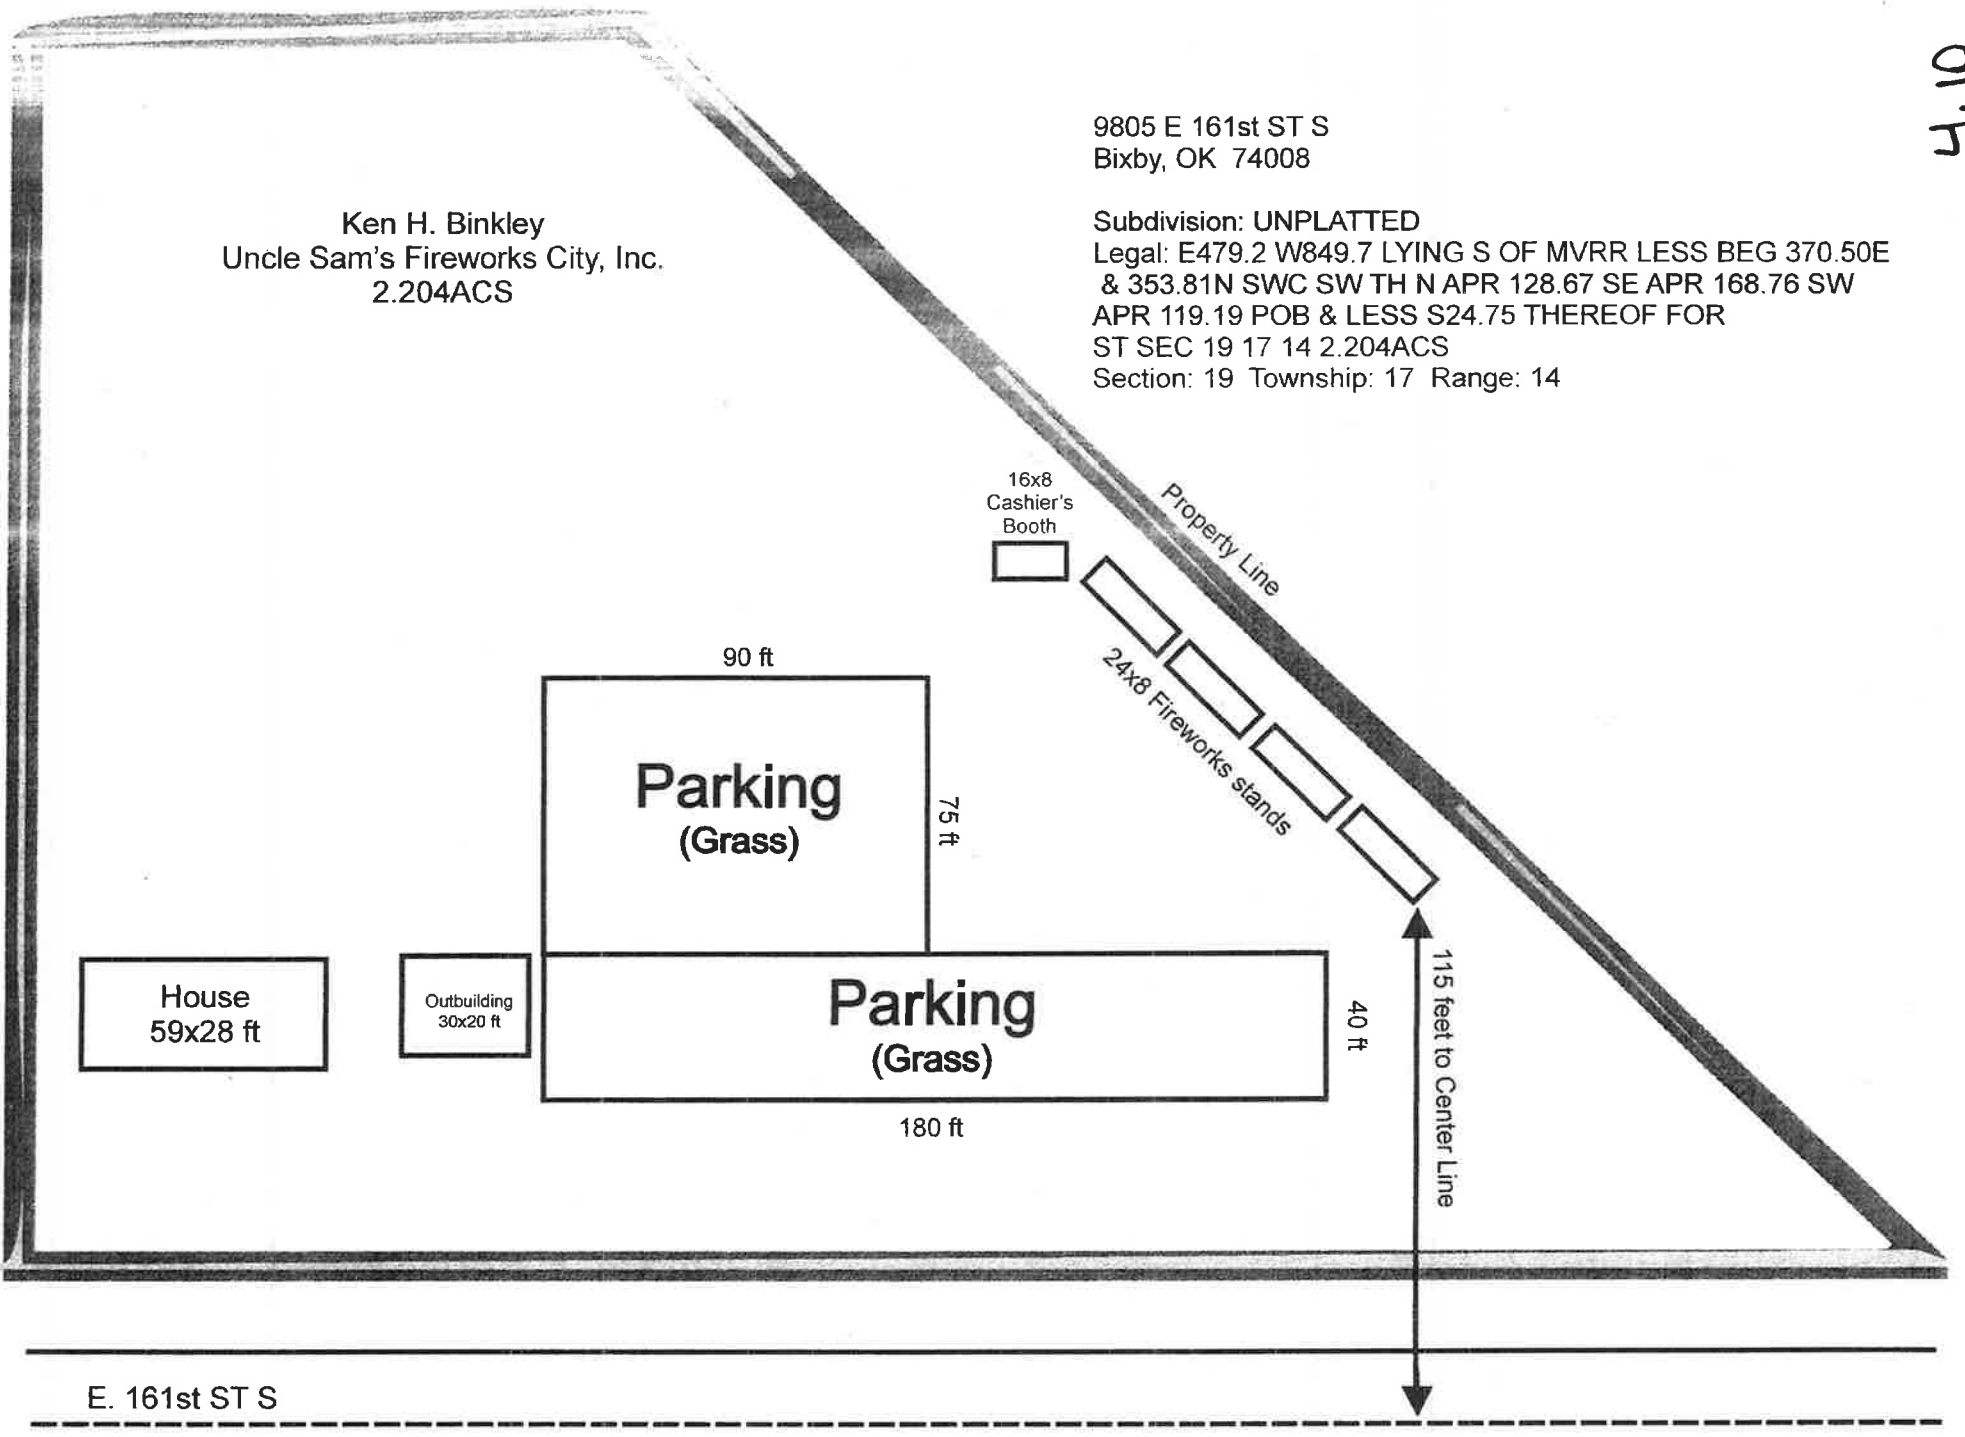 9805 E 161st ST S
Bixby, OK 74008
Subdivision: UNPLATTED
Legal: E479.2 W849.7 LYING S OF MVRR LESS BEG 370.50E
& 353.81N SWC SW TH N APR 128.67 SE APR 168.76 SW
APR 119.19 POB & LESS S24.75 THEREOF FOR
ST SEC 19 17 14 2.204ACS
Section: 19 Township: 17 Range: 14
Ken H. Binkley
Uncle Sam's Fireworks City, Inc.
2.204ACS
16x8
Cashier's
Booth
Property Line
24x8 Fireworks stands
90 ft
Parking
(Grass)
75 ft
House
59x28 ft
Outbuilding
30x20 ft
Parking
(Grass)
40 ft
180 ft
115 feet to Center Line
E. 161st ST S